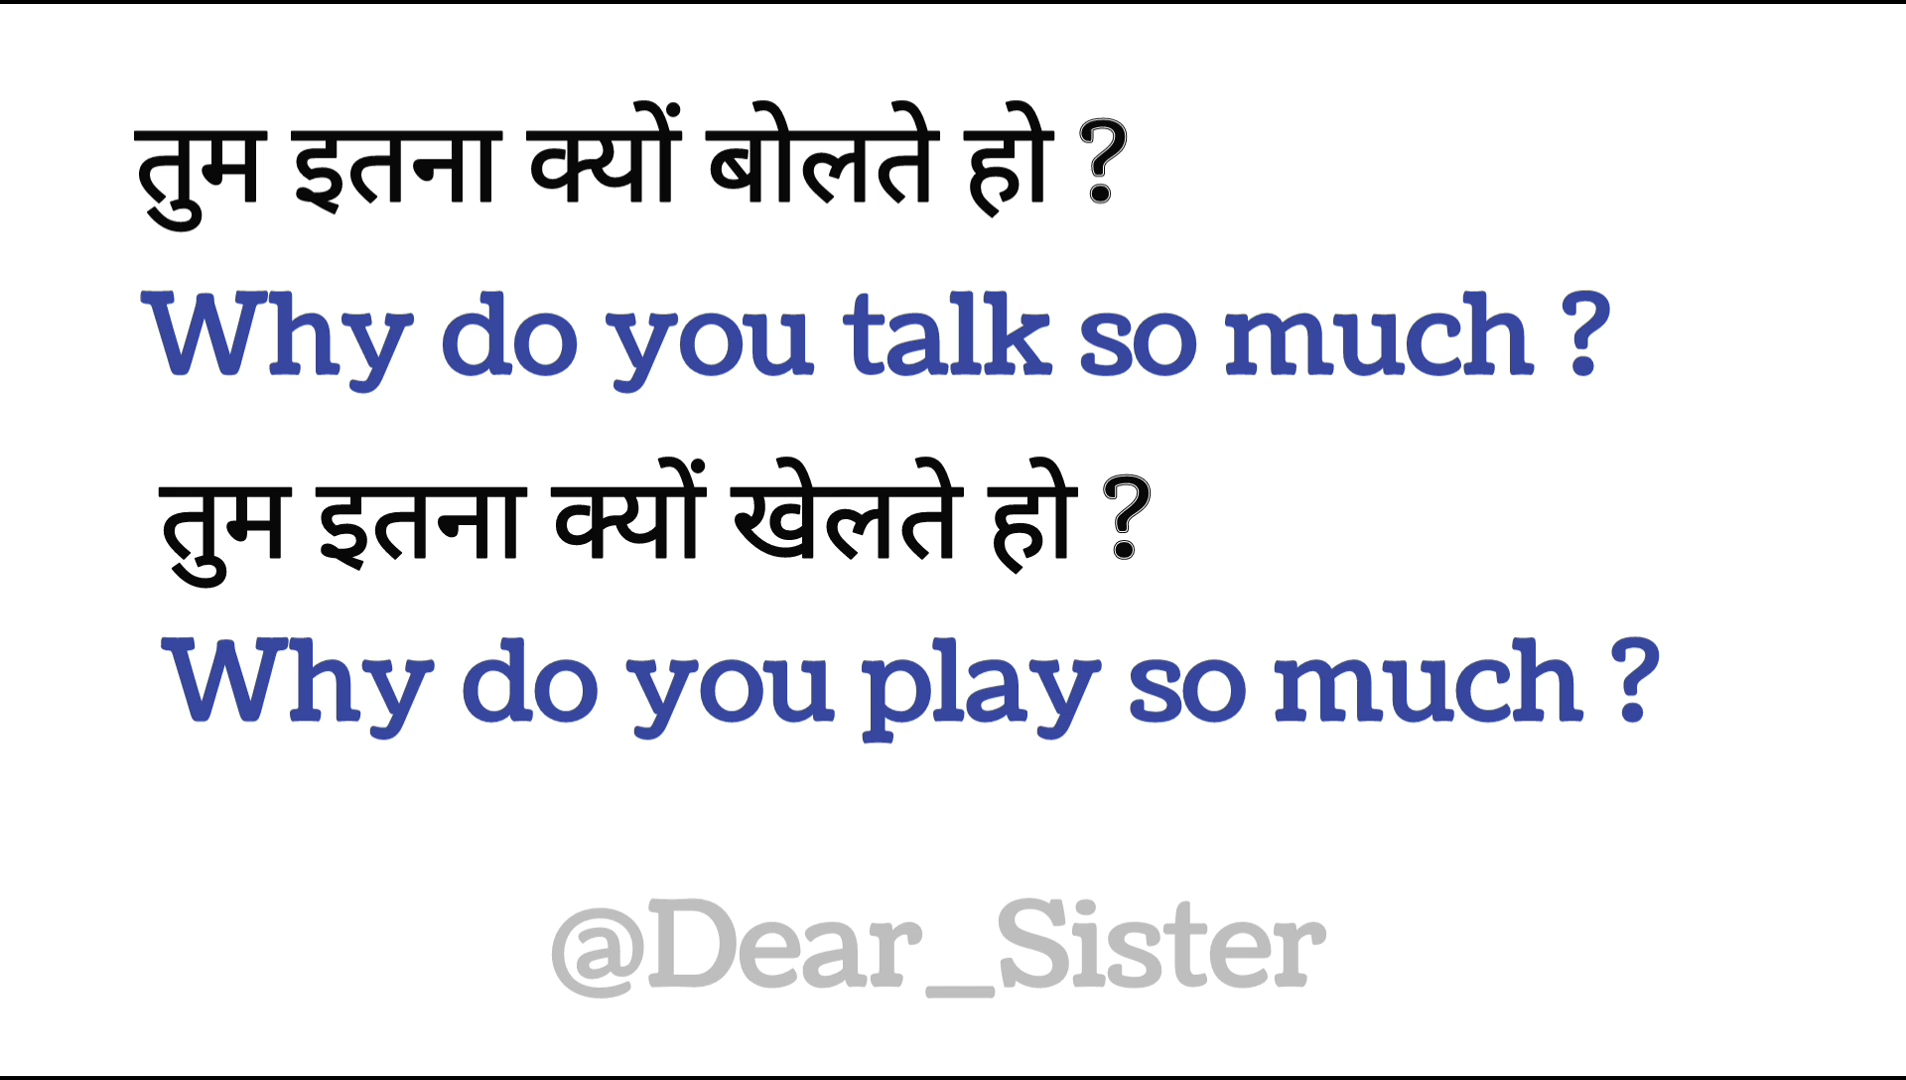 तुम इतना क्यों बोलते हो ?
Why do you talk so much ?
तुम इतना क्यों खेलते हो ?
Why do you play so much ?
@Dear_Sister